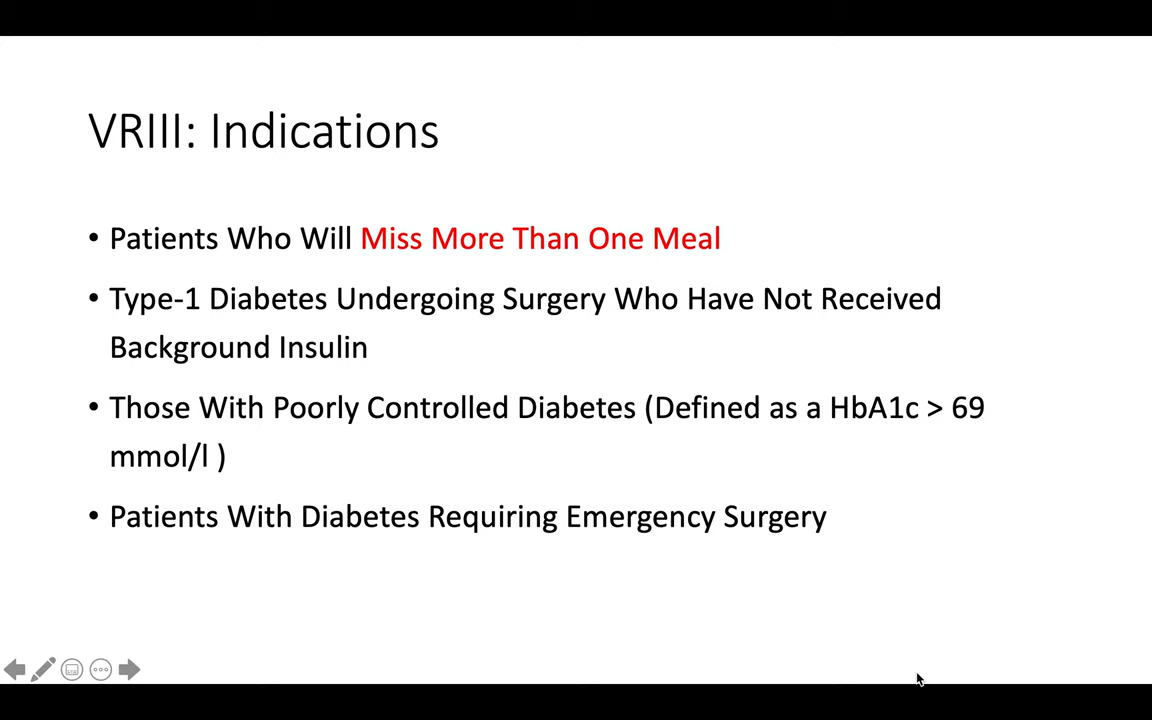 VRIII: Indications
• Patients Who Will Miss More Than One Meal
• Type-1 Diabetes Undergoing Surgery Who Have Not Received
Background Insulin
• Those With Poorly Controlled Diabetes (Defined as a HbA1c > 69
mmol/l )
• Patients With Diabetes Requiring Emergency Surgery